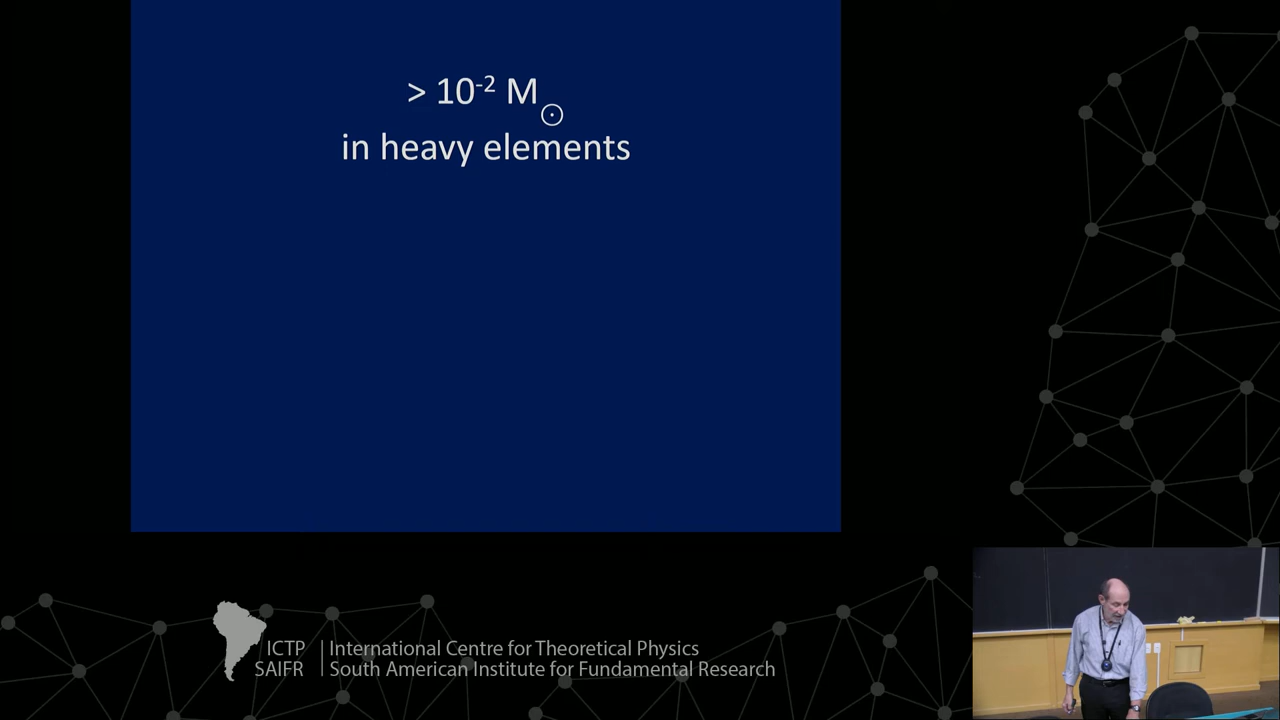 > 10⁻² M☉
in heavy elements
ICTP
SAIFR
International Centre for Theoretical Physics
South American Institute for Fundamental Research